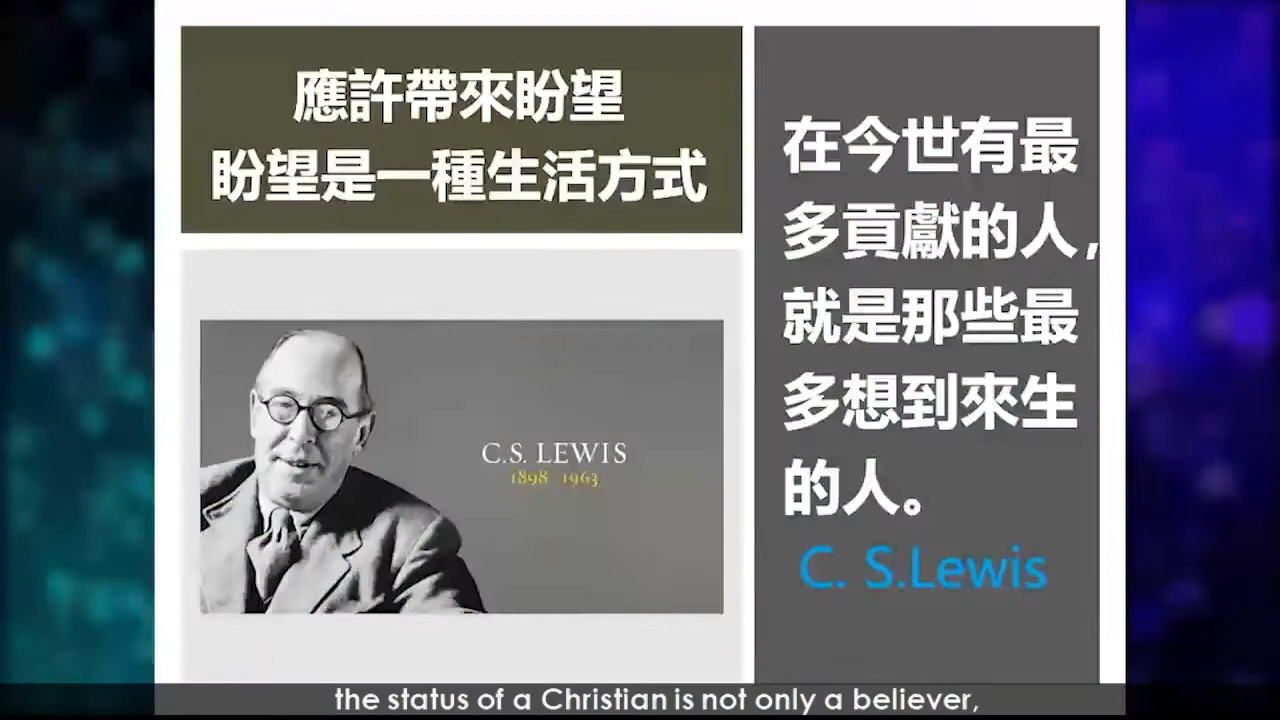 應許帶來盼望
盼望是一種生活方式
C.S. LEWIS
1898 1963
在今世有最
多貢獻的人,
就是那些最
多想到來生
的人。
C. S.Lewis
the status of a Christian is not only a believer,